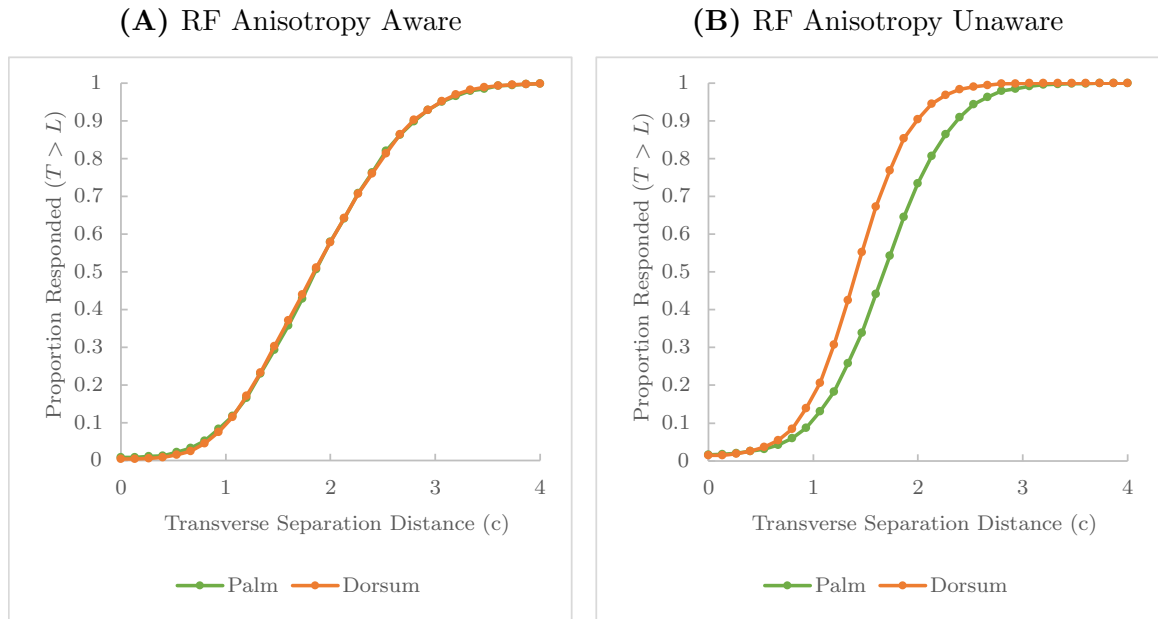 (A) RF Anisotropy Aware
(B) RF Anisotropy Unaware
Proportion Responded (T > L)
1
0.9
0.8
0.7
0.6
0.5
0.4
0.3
0.2
0.1
0
0 1 2 3 4
Transverse Separation Distance (c)
Palm Dorsum
Proportion Responded (T > L)
1
0.9
0.8
0.7
0.6
0.5
0.4
0.3
0.2
0.1
0
0 1 2 3 4
Transverse Separation Distance (c)
Palm Dorsum